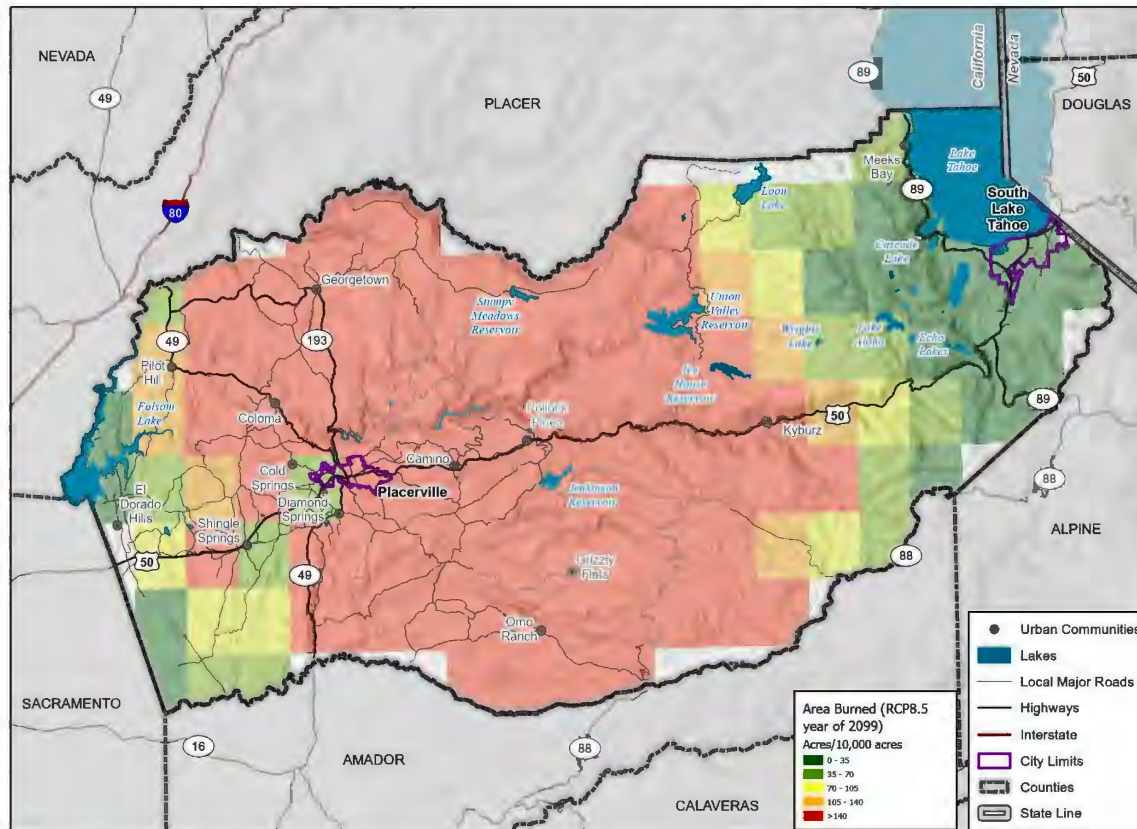 NEVADA
49
PLACER
89
California
Nevada
50
DOUGLAS
80
Meeks
Bay
89
Lake
Tahoe
South
Lake
Tahoe
Loon
Lake
Cascade
Lake
Georgetown
Stumpy
Meadows
Reservoir
Union
Valley
Reservoir
Wrights
Lake
Lake
Aloha
Echo
Lakes
49
193
Pilot
Hill
Folsom
Lake
Coloma
Ice
House
Reservoir
50
Kyburz
89
Pollock
Pines
Camino
Cold
Springs
Placerville
Diamond
Springs
Jenkinson
Reservoir
El
Dorado
Hills
Shingle
Springs
50
49
Grizzly
Flats
88
88
ALPINE
Omo
Ranch
SACRAMENTO
16
AMADOR
88
CALAVERAS
Area Burned (RCP8.5
year of 2099)
Acres/10,000 acres
0 - 35
35 - 70
70 - 105
105 - 140
>140
Urban Communities
Lakes
Local Major Roads
Highways
Interstate
City Limits
Counties
State Line